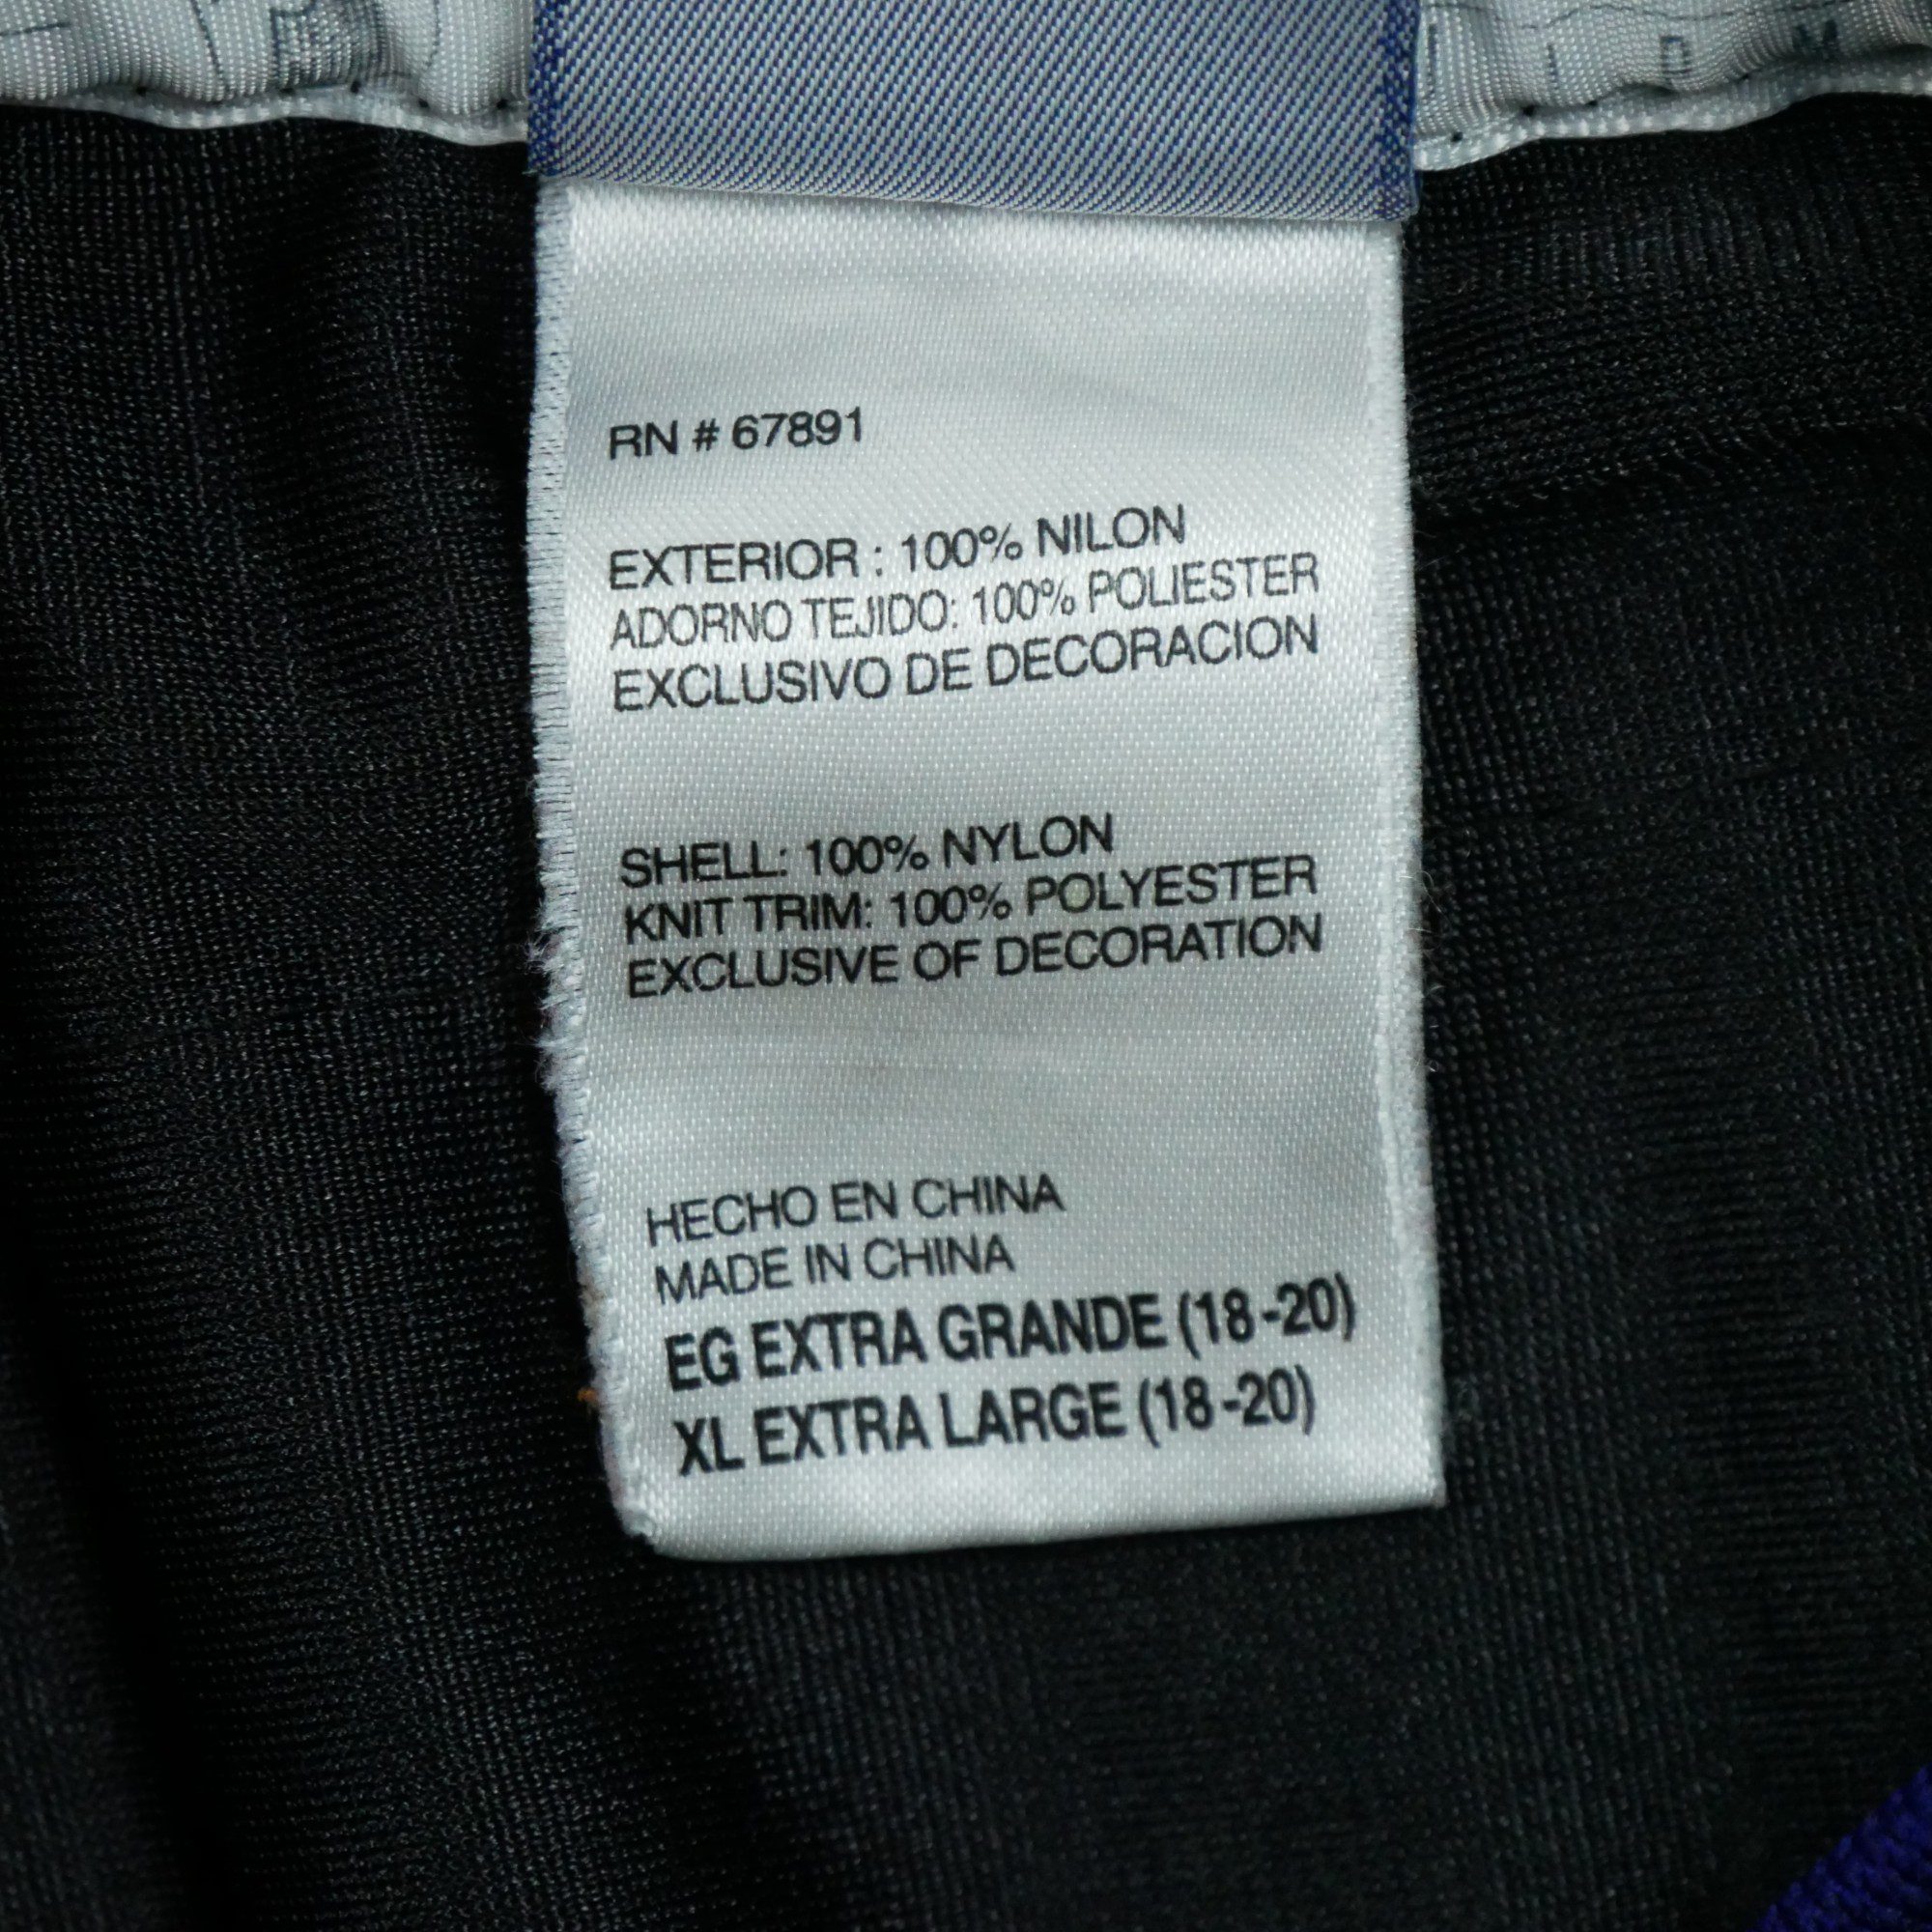 RN # 67891
EXTERIOR : 100% NILON
ADORNO TEJIDO: 100% POLIESTER
EXCLUSIVO DE DECORACION
SHELL: 100% NYLON
KNIT TRIM: 100% POLYESTER
EXCLUSIVE OF DECORATION
HECHO EN CHINA
MADE IN CHINA
EG EXTRA GRANDE (18-20)
XL EXTRA LARGE (18-20)